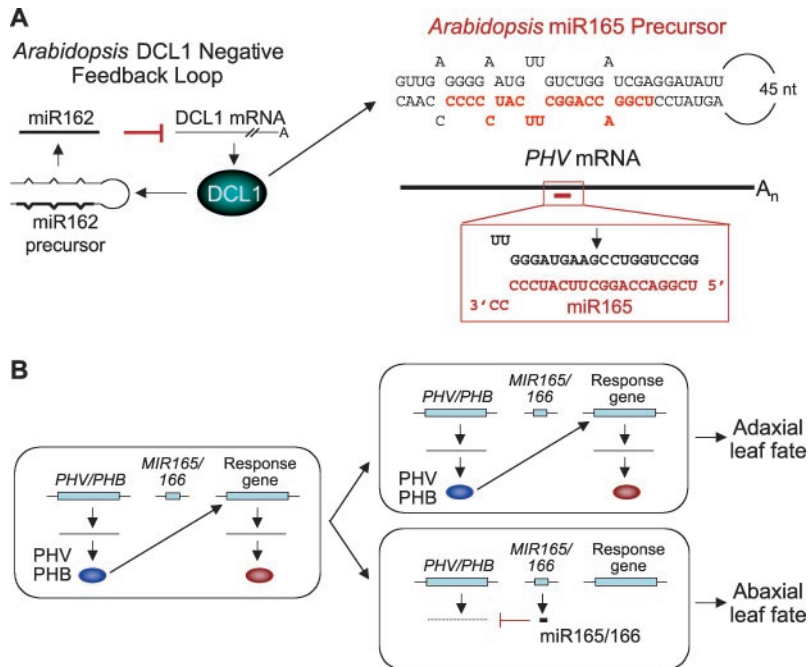 A
Arabidopsis DCL1 Negative
Feedback Loop
miR162
DCL1 mRNA
A
DCL1
miR162
precursor
Arabidopsis miR165 Precursor
A A UU A
GUUG GGGG AUG GUCUGG UCGAGGAUAUU
CAAC CCCC UAC CGGACC GGCUCCUAUGA
C C UU A
45 nt
PHV mRNA
An
UU
GGGAUGAAGCCUGGUCCGG
CCCUACUUCGGACCAGGCU 5'
3'CC
miR165
B
PHV/PHB
MIR165/
166
Response
gene
PHV
PHB
PHV/PHB
MIR165/
166
Response
gene
PHV
PHB
Adaxial
leaf fate
PHV/PHB
MIR165/
166
Response
gene
miR165/166
Abaxial
leaf fate